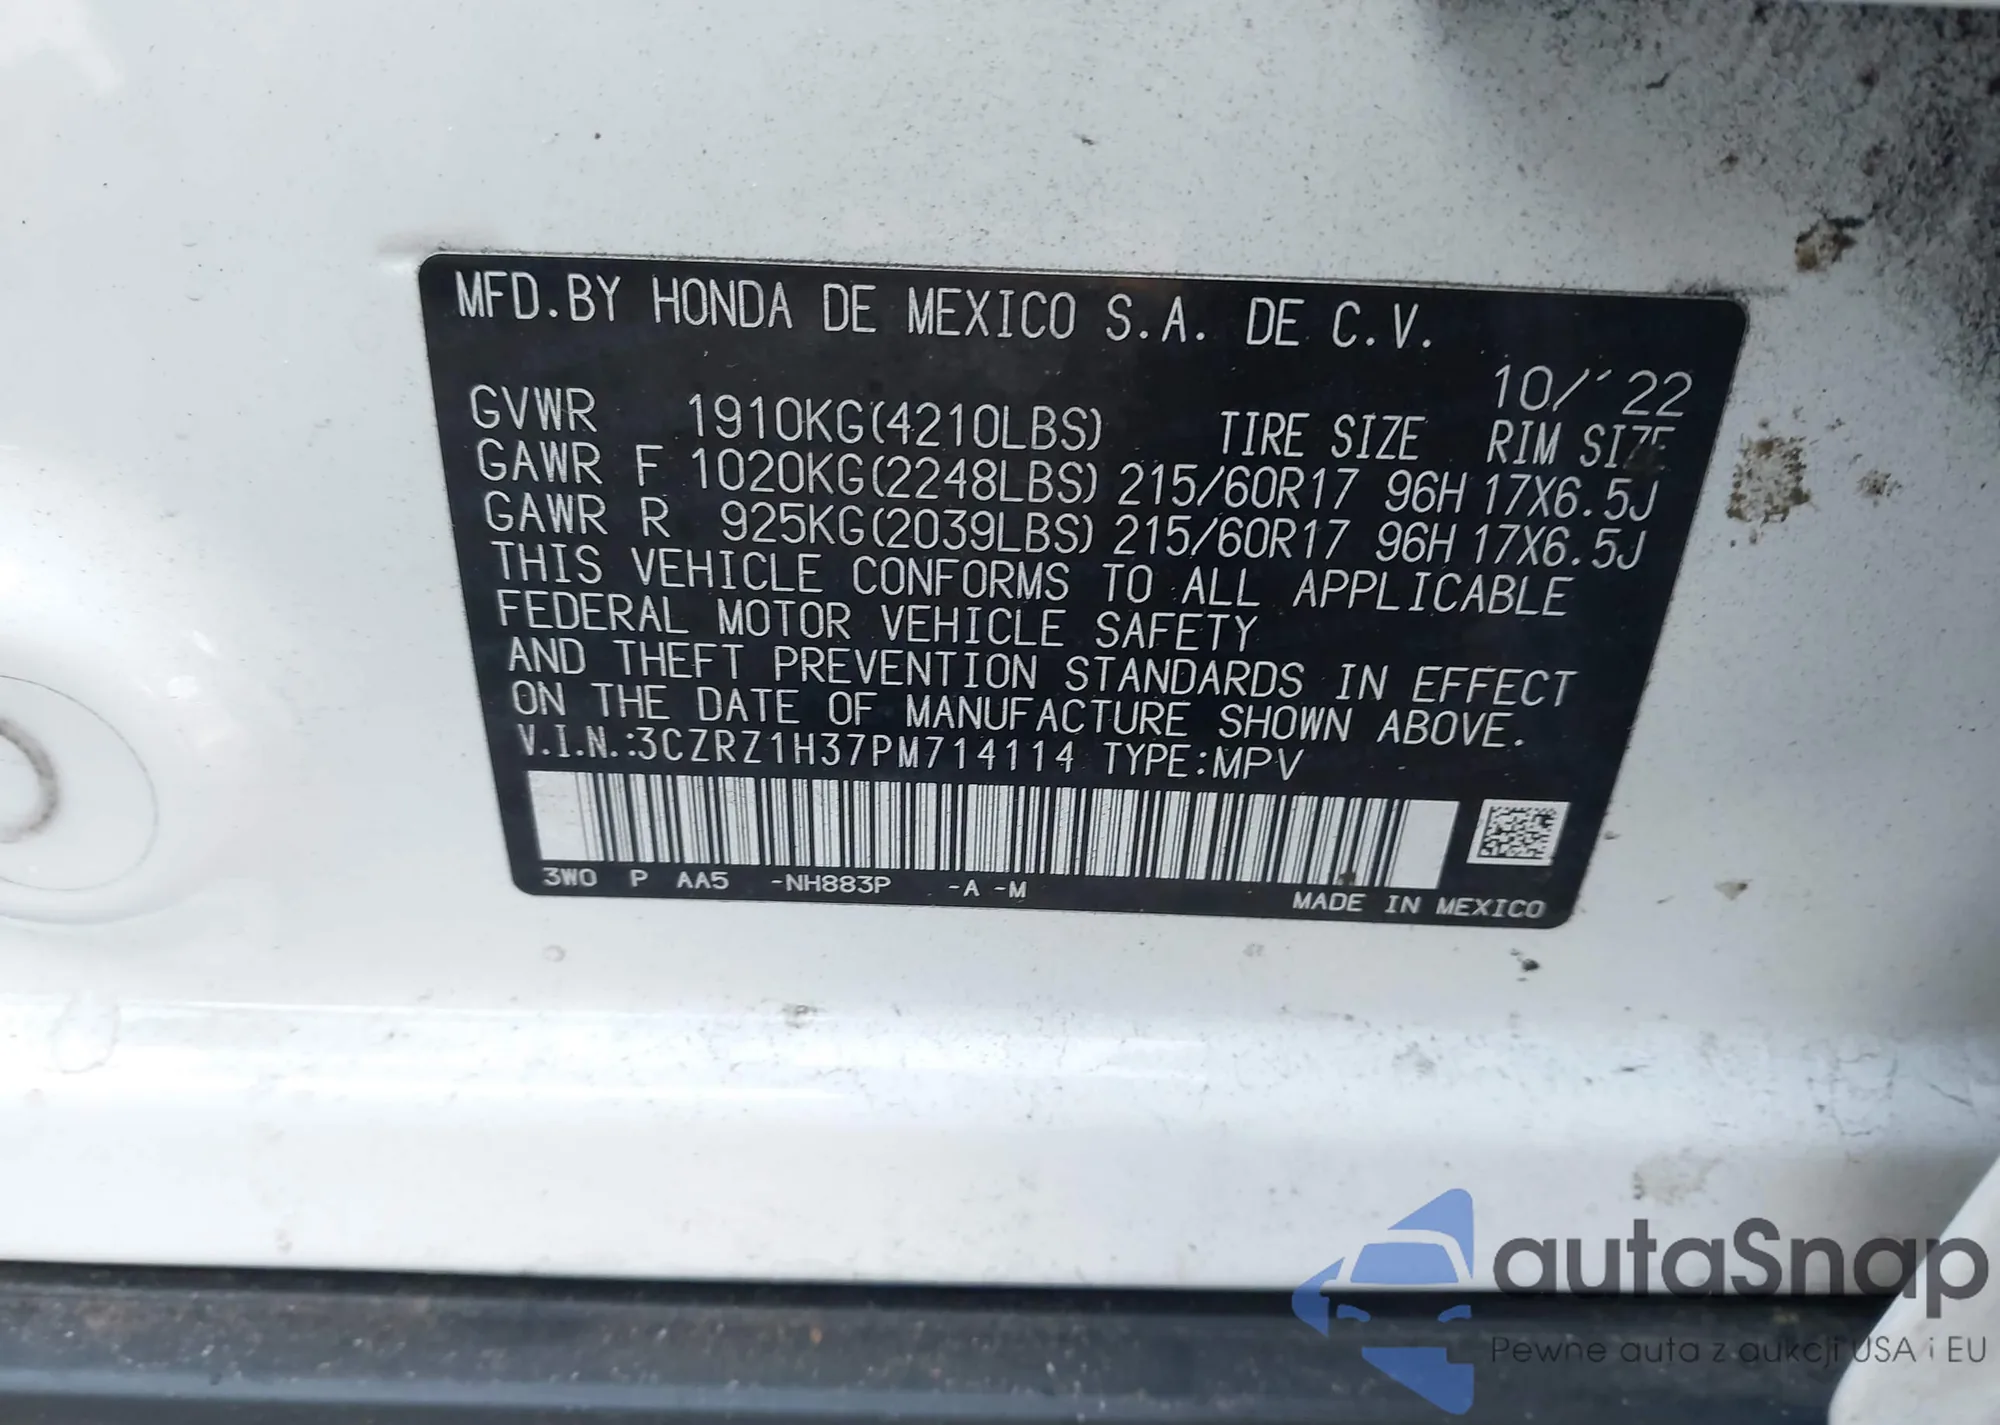 MFD.BY HONDA DE MEXICO S.A. DE C.V.
10/'22
GVWR 1910KG(4210LBS) TIRE SIZE RIM SIZE
GAWR F 1020KG(2248LBS) 215/60R17 96H 17X6.5J
GAWR R 925KG(2039LBS) 215/60R17 96H 17X6.5J
THIS VEHICLE CONFORMS TO ALL APPLICABLE
FEDERAL MOTOR VEHICLE SAFETY
AND THEFT PREVENTION STANDARDS IN EFFECT
ON THE DATE OF MANUFACTURE SHOWN ABOVE.
V.I.N.:3CZRZ1H37PM714114 TYPE:MPV
3W0 P AA5 -NH883P -A -M
MADE IN MEXICO
autaSnap
Pewne auta z aukcji USA i EU